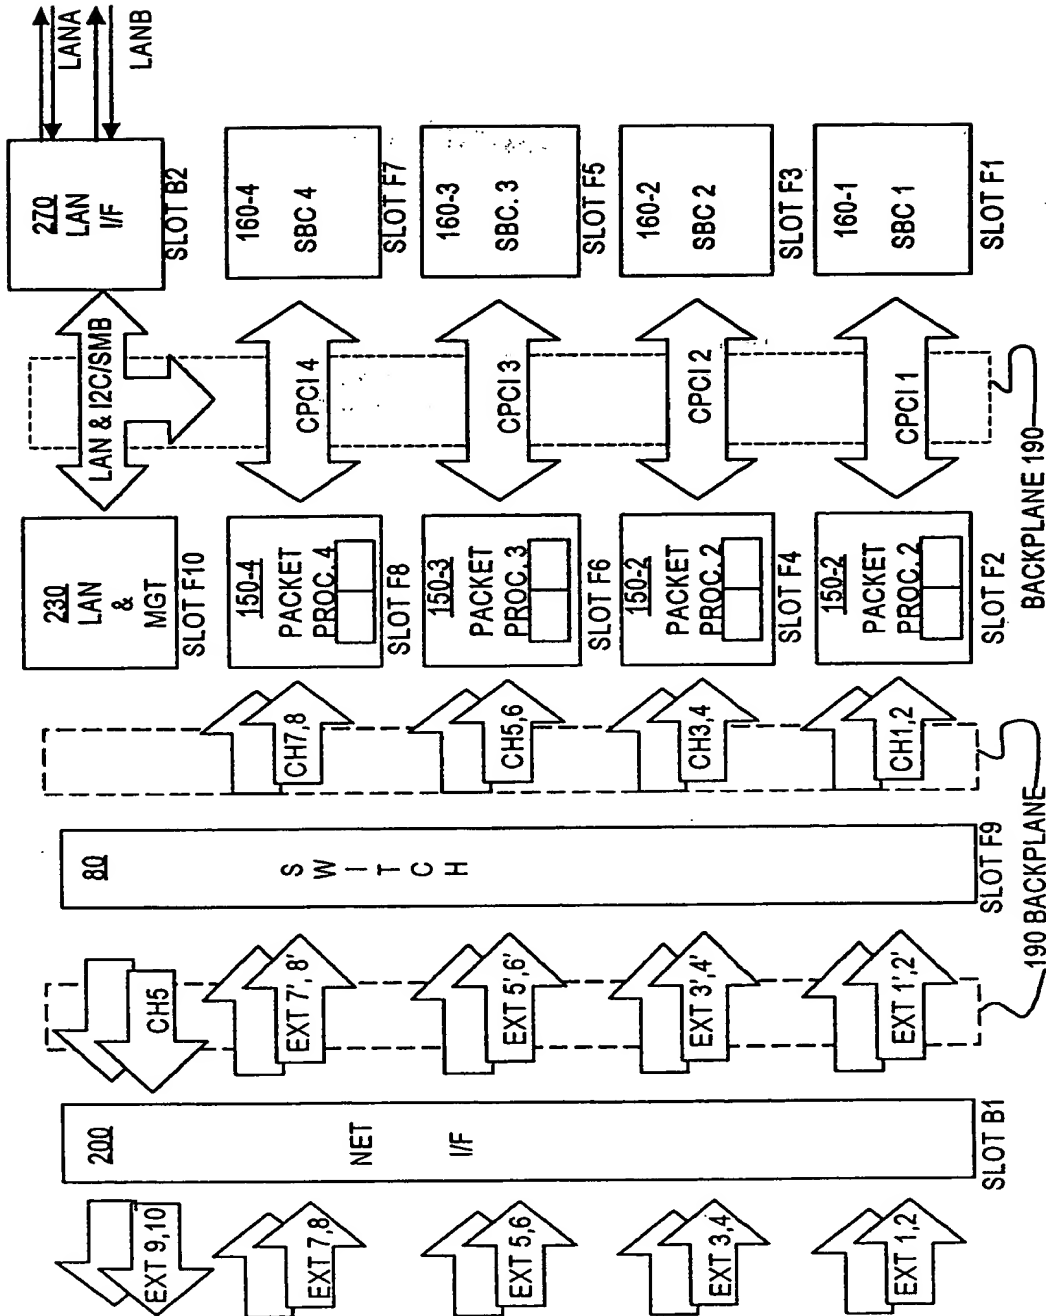 LANA
LANB
270
LAN
I/F
SLOT B2
160-4
SBC 4
SLOT F7
160-3
SBC. 3
SLOT F5
160-2
SBC 2
SLOT F3
160-1
SBC 1
SLOT F1
LAN & I2C/SMB
CPCI 4
CPCI 3
CPCI 2
CPCI 1
BACKPLANE 190
230
LAN
&
MGT
SLOT F10
150-4
PACKET
PROC. 4
SLOT F8
150-3
PACKET
PROC. 3
SLOT F6
150-2
PACKET
PROC. 2
SLOT F4
150-2
PACKET
PROC. 2
SLOT F2
CH7,8
CH5,6
CH3,4
CH1,2
80
SWITCH
SLOT F9
190 BACKPLANE
CH5
EXT 7', 8'
EXT 5', 6'
EXT 3', 4'
EXT 1', 2'
200
NET
I/F
SLOT B1
EXT 9,10
EXT 7,8
EXT 5,6
EXT 3,4
EXT 1,2